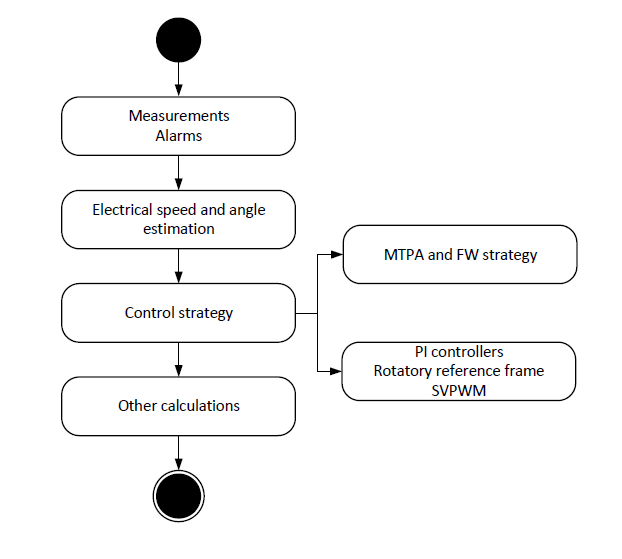 Measurements
Alarms
Electrical speed and angle
estimation
MTPA and FW strategy
Control strategy
PI controllers
Rotatory reference frame
SVPWM
Other calculations